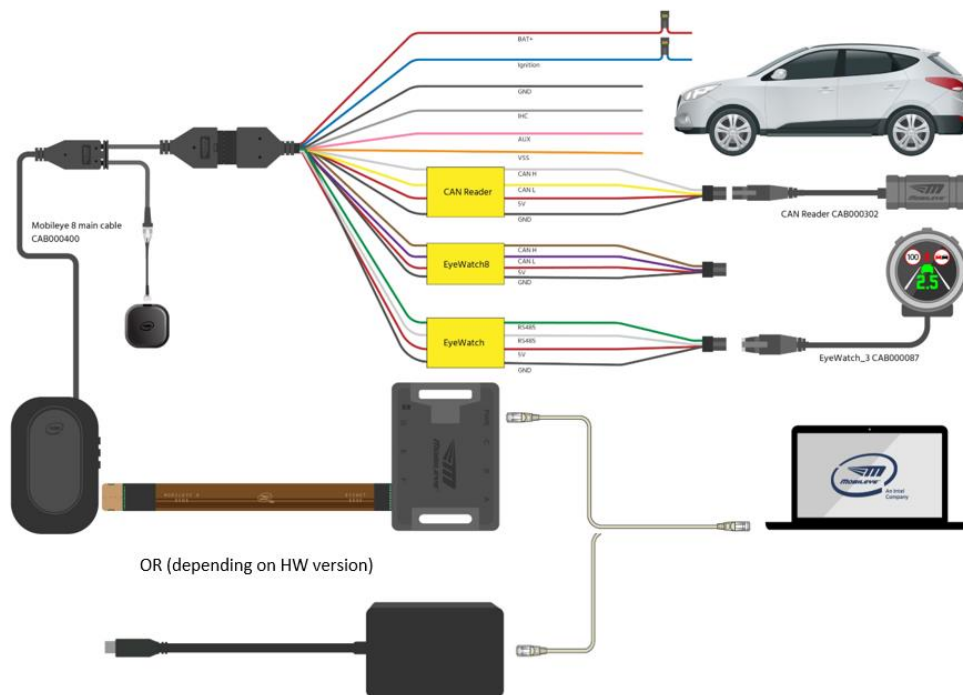 BAT+
Ignition
GND
IHC
AUX
VSS
CAN H
CAN Reader
CAN L
5V
GND
Mobileye 8 main cable
CAB000400
CAN Reader CAB000302
MOBILEYE
CAN H
EyeWatch8
CAN L
5V
GND
100
2.5
RS485
EyeWatch
RS485
5V
GND
EyeWatch_3 CAB000087
MOBILEYE
MOBILEYE
An Intel
Company
OR (depending on HW version)